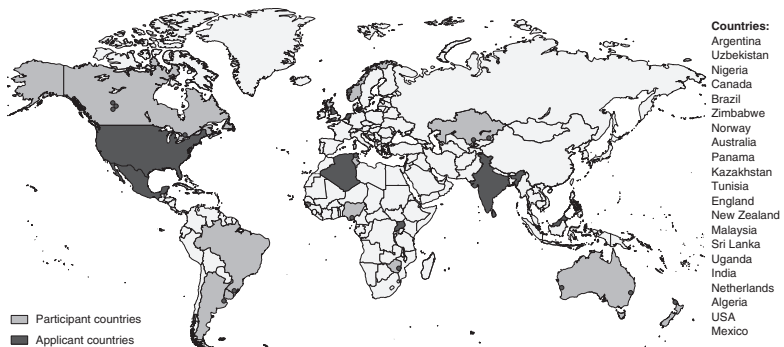 Countries:
Argentina
Uzbekistan
Nigeria
Canada
Brazil
Zimbabwe
Norway
Australia
Panama
Kazakhstan
Tunisia
England
New Zealand
Malaysia
Sri Lanka
Uganda
India
Netherlands
Algeria
USA
Mexico
Participant countries
Applicant countries